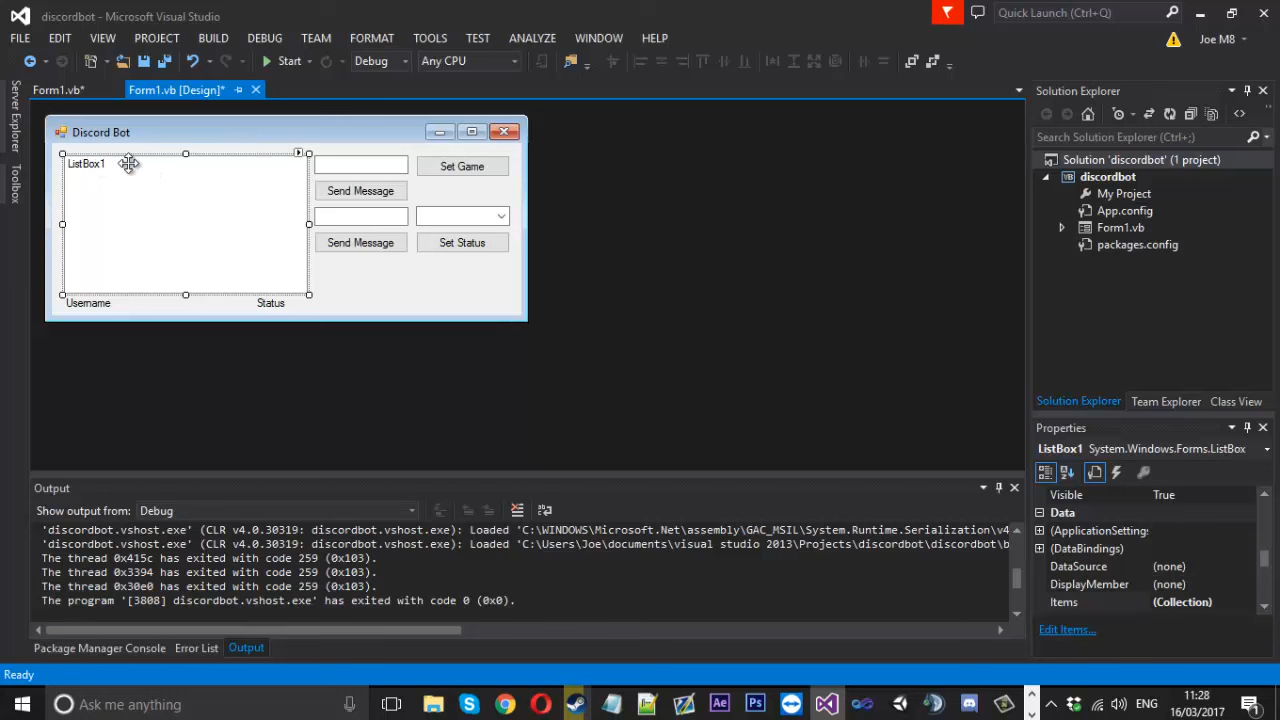 discordbot - Microsoft Visual Studio
Quick Launch (Ctrl+Q)
FILE EDIT VIEW PROJECT BUILD DEBUG TEAM FORMAT TOOLS TEST ANALYZE WINDOW HELP
Joe M8
Start Debug Any CPU
Form1.vb* Form1.vb [Design]*
Server Explorer
Toolbox
Discord Bot
ListBox1
Set Game
Send Message
Send Message
Set Status
Username
Status
Solution Explorer
Search Solution Explorer (Ctrl+;)
Solution 'discordbot' (1 project)
VB discordbot
My Project
App.config
Form1.vb
packages.config
Solution Explorer Team Explorer Class View
Properties
ListBox1 System.Windows.Forms.ListBox
Visible True
Data
(ApplicationSettings
(DataBindings)
DataSource (none)
DisplayMember (none)
Items (Collection)
Edit Items...
Output
Show output from: Debug
'discordbot.vshost.exe' (CLR v4.0.30319: discordbot.vshost.exe): Loaded 'C:\WINDOWS\Microsoft.Net\assembly\GAC_MSIL\System.Runtime.Serialization\v4
'discordbot.vshost.exe' (CLR v4.0.30319: discordbot.vshost.exe): Loaded 'C:\Users\Joe\documents\visual studio 2013\Projects\discordbot\discordbot\b
The thread 0x415c has exited with code 259 (0x103).
The thread 0x3394 has exited with code 259 (0x103).
The thread 0x30e0 has exited with code 259 (0x103).
The program '[3808] discordbot.vshost.exe' has exited with code 0 (0x0).
Package Manager Console Error List Output
Ready
Ask me anything
Ae
Ps
11:28
16/03/2017